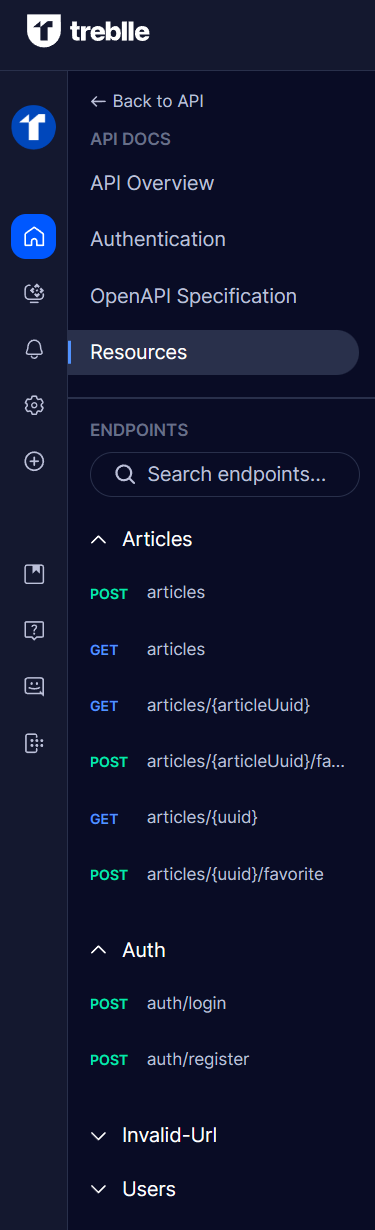 treblle
← Back to API
API DOCS
API Overview
Authentication
OpenAPI Specification
Resources
ENDPOINTS
Search endpoints...
Articles
POST articles
GET articles
GET articles/{articleUuid}
POST articles/{articleUuid}/fa...
GET articles/{uuid}
POST articles/{uuid}/favorite
Auth
POST auth/login
POST auth/register
Invalid-Url
Users